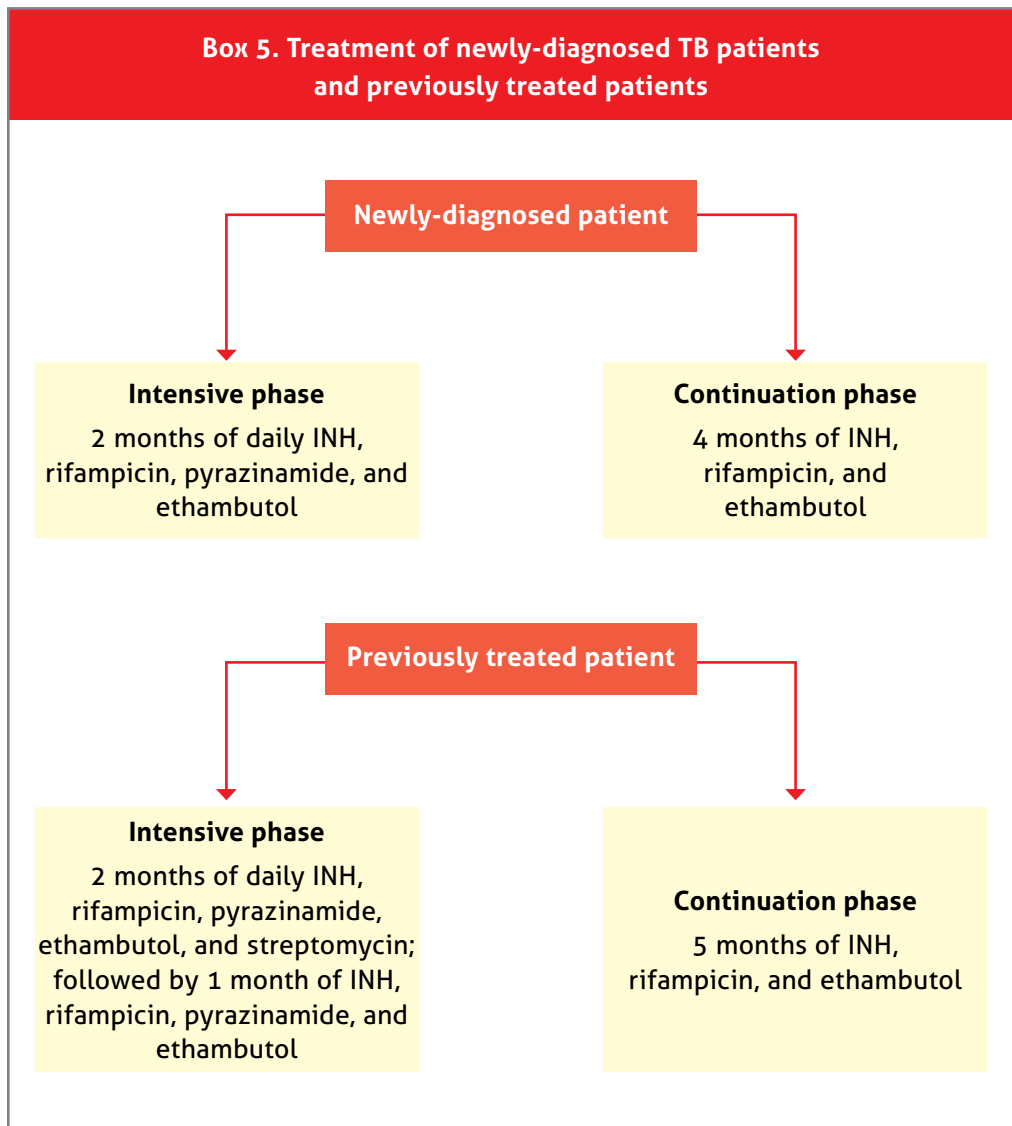 Box 5. Treatment of newly-diagnosed TB patients
and previously treated patients
Newly-diagnosed patient
Intensive phase
2 months of daily INH,
rifampicin, pyrazinamide, and
ethambutol
Continuation phase
4 months of INH,
rifampicin, and
ethambutol
Previously treated patient
Intensive phase
2 months of daily INH,
rifampicin, pyrazinamide,
ethambutol, and streptomycin;
followed by 1 month of INH,
rifampicin, pyrazinamide, and
ethambutol
Continuation phase
5 months of INH,
rifampicin, and ethambutol